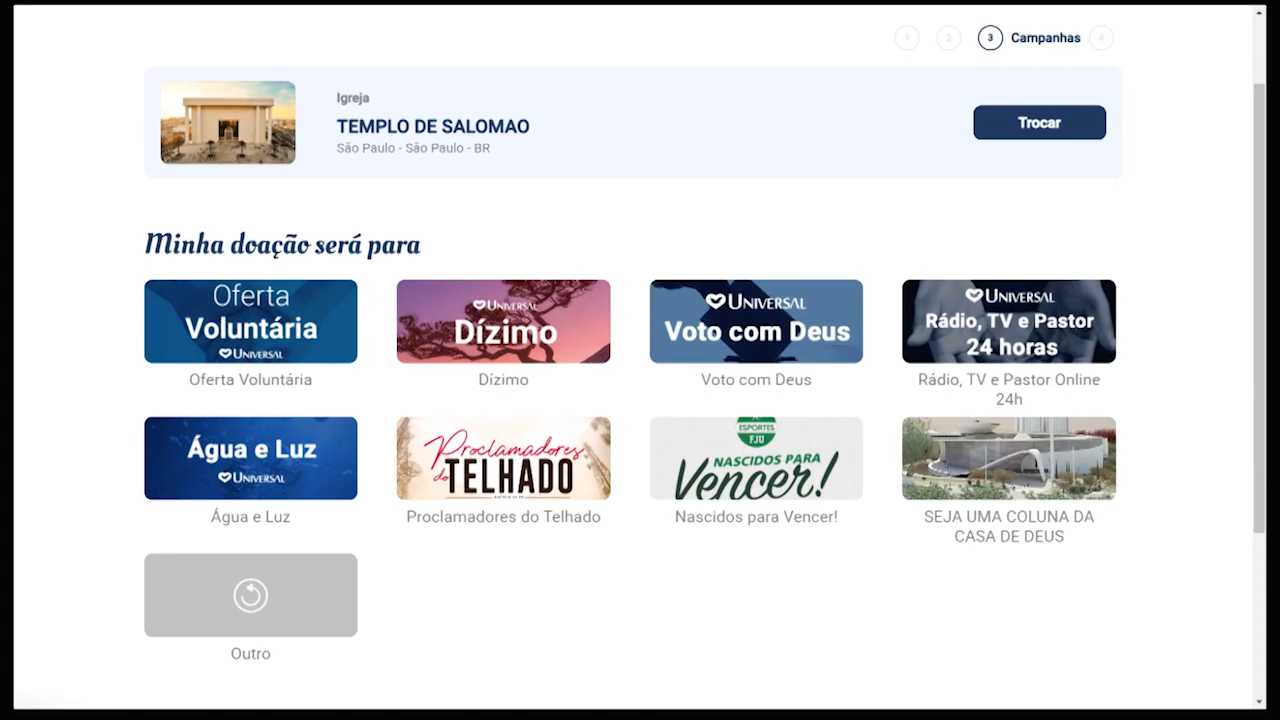 1
2
3
Campanhas
4
Igreja
TEMPLO DE SALOMAO
São Paulo - São Paulo - BR
Trocar
Minha doação será para
Oferta
Voluntária
UNIVERSAL
Oferta Voluntária
UNIVERSAL
Dízimo
Dízimo
UNIVERSAL
Voto com Deus
Voto com Deus
UNIVERSAL
Rádio, TV e Pastor
24 horas
Rádio, TV e Pastor Online
24h
Água e Luz
UNIVERSAL
Água e Luz
Proclamadores
do TELHADO
Proclamadores do Telhado
ESPORTES
FJU
NASCIDOS PARA
Vencer!
Nascidos para Vencer!
SEJA UMA COLUNA DA
CASA DE DEUS
Outro